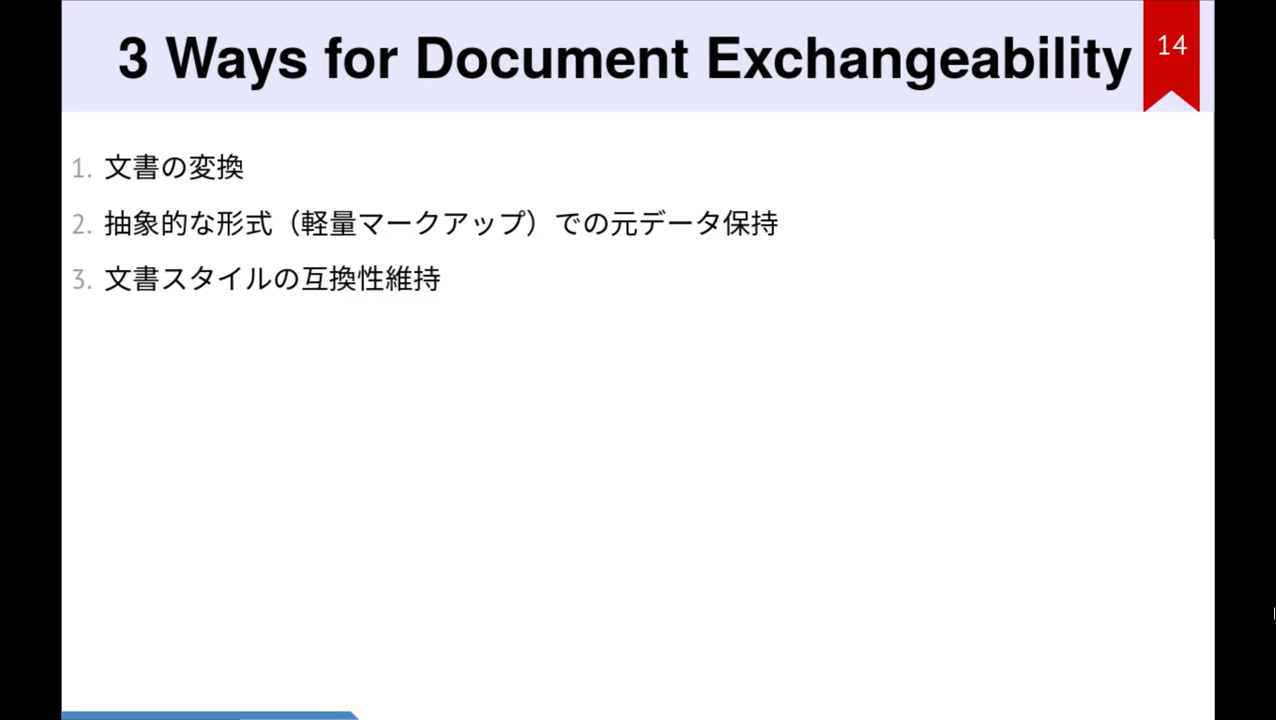 3 Ways for Document Exchangeability
14
1. 文書の変換
2. 抽象的な形式（軽量マークアップ）での元データ保持
3. 文書スタイルの互換性維持